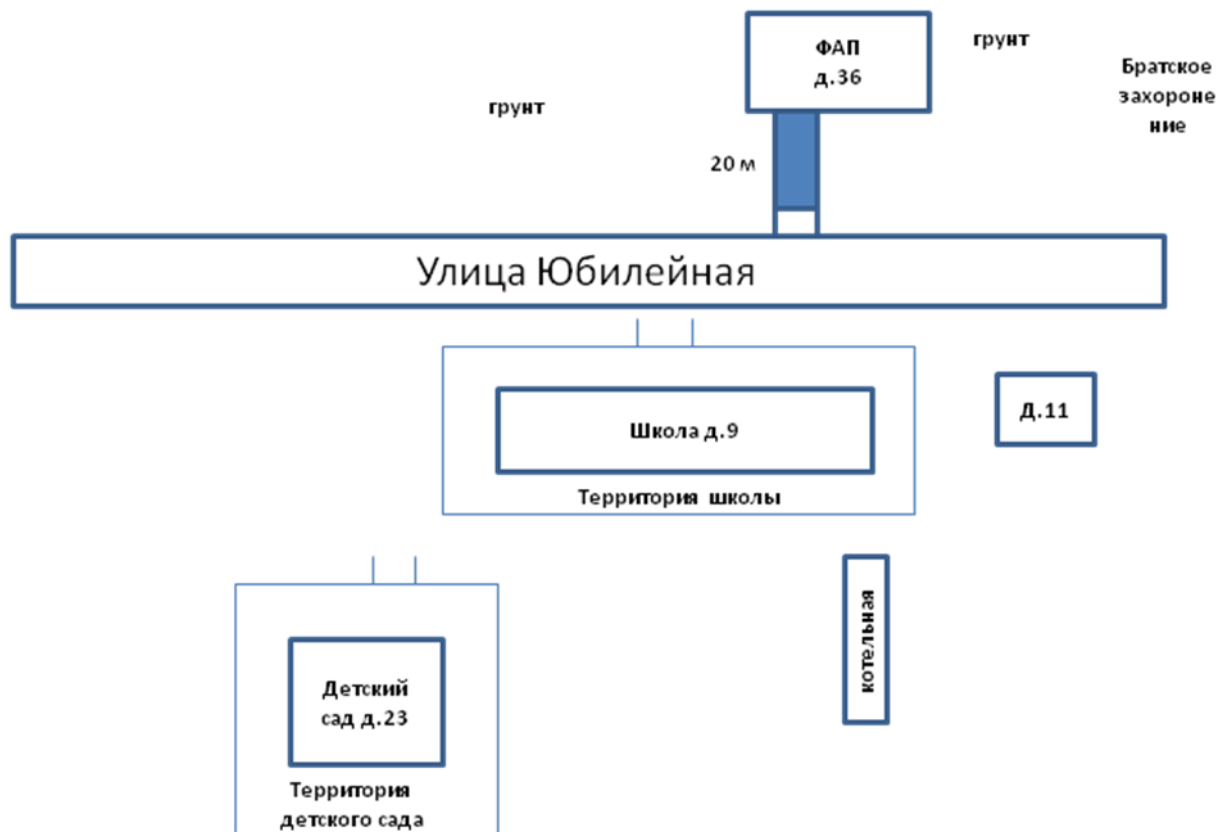 ФАП
д.36
грунт
Братское
захороне
ние
грунт
20 м
Улица Юбилейная
Школа д.9
Территория школы
Д.11
котельная
Детский
сад д.23
Территория
детского сада